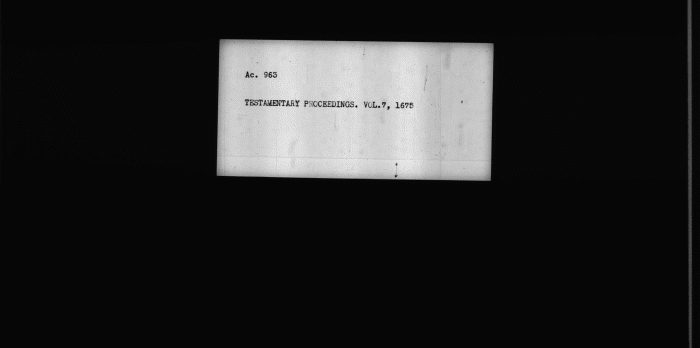 Ac. 963
TESTAMENTARY PROCEEDINGS. VOL.7, 1675